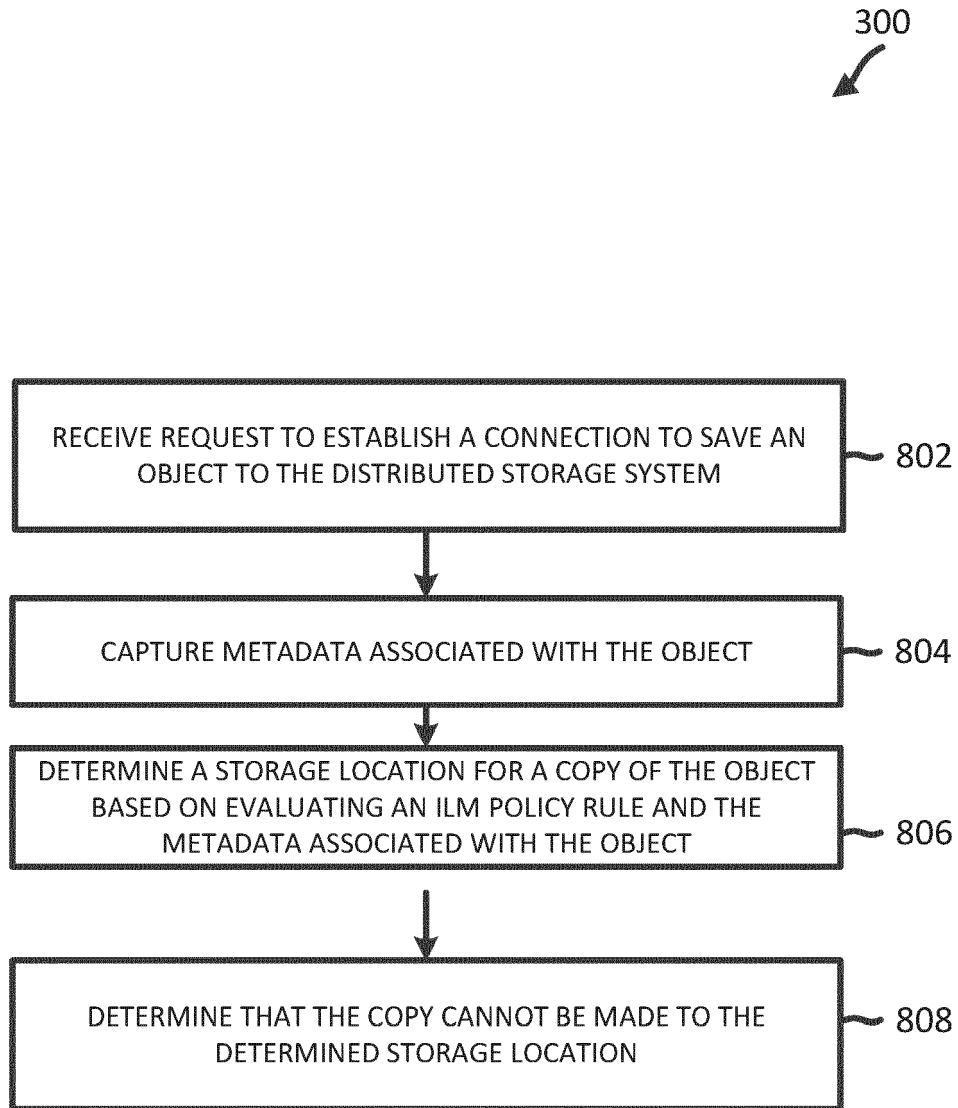 300
RECEIVE REQUEST TO ESTABLISH A CONNECTION TO SAVE AN
OBJECT TO THE DISTRIBUTED STORAGE SYSTEM
802
CAPTURE METADATA ASSOCIATED WITH THE OBJECT
804
DETERMINE A STORAGE LOCATION FOR A COPY OF THE OBJECT
BASED ON EVALUATING AN ILM POLICY RULE AND THE
METADATA ASSOCIATED WITH THE OBJECT
806
DETERMINE THAT THE COPY CANNOT BE MADE TO THE
DETERMINED STORAGE LOCATION
808